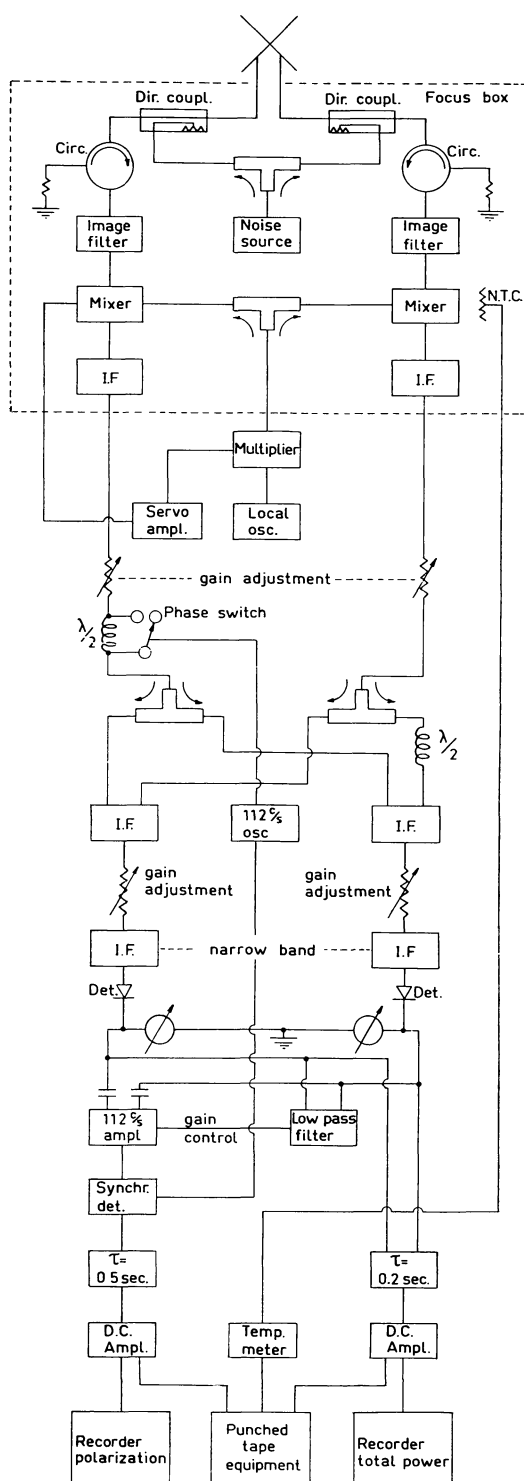 Dir. coupl.
Dir. coupl.
Focus box
Circ.
Circ.
Image
filter
Noise
source
Image
filter
Mixer
Mixer
N.T.C.
I.F
I.F.
Multiplier
Servo
ampl.
Local
osc.
gain adjustment
Phase switch
λ/2
λ/2
I.F.
112 c/s
osc
I.F.
gain
adjustment
gain
adjustment
I.F.
narrow band
I.F
Det.
Det.
112 c/s
ampl
gain
control
Low pass
filter
Synchr.
det.
τ=
0 5 sec.
τ=
0.2 sec.
D.C.
Ampl.
Temp.
meter
D.C.
Ampl.
Recorder
polarization
Punched
tape
equipment
Recorder
total power